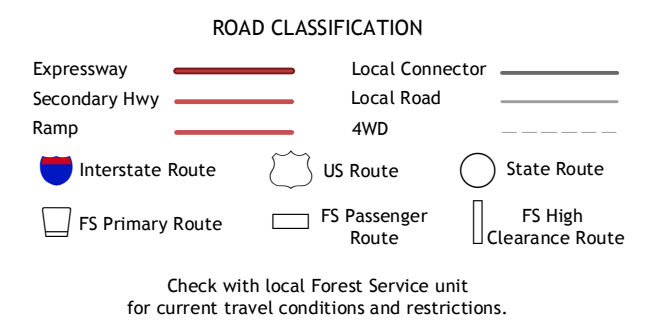 ROAD CLASSIFICATION
Expressway
Local Connector
Secondary Hwy
Local Road
Ramp
4WD
Interstate Route
US Route
State Route
FS Primary Route
FS Passenger
Route
FS High
Clearance Route
Check with local Forest Service unit
for current travel conditions and restrictions.